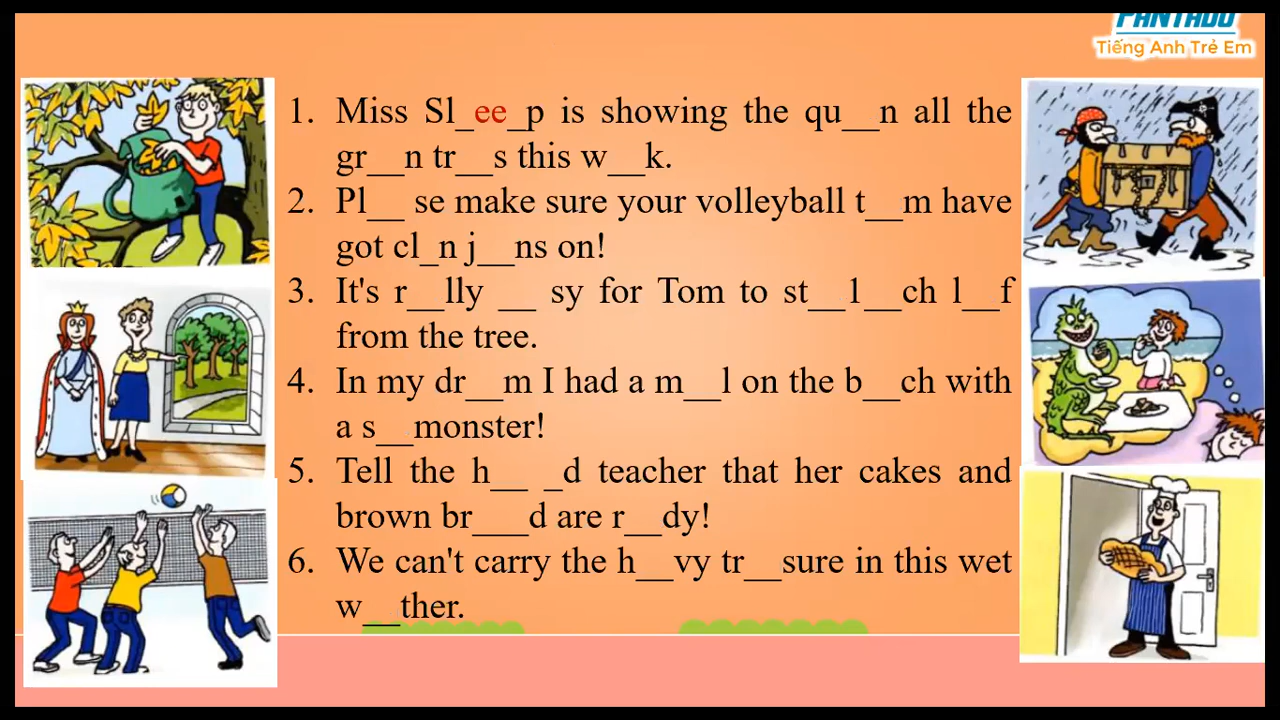 PANTADO
Tiếng Anh Trẻ Em
1. Miss Sl_ee_p is showing the qu__n all the
gr__n tr__s this w__k.
2. Pl__ se make sure your volleyball t__m have
got cl_n j__ns on!
3. It's r__lly __ sy for Tom to st__l__ch l__f
from the tree.
4. In my dr__m I had a m__l on the b__ch with
a s__monster!
5. Tell the h__ _d teacher that her cakes and
brown br___d are r__dy!
6. We can't carry the h__vy tr__sure in this wet
w__ther.